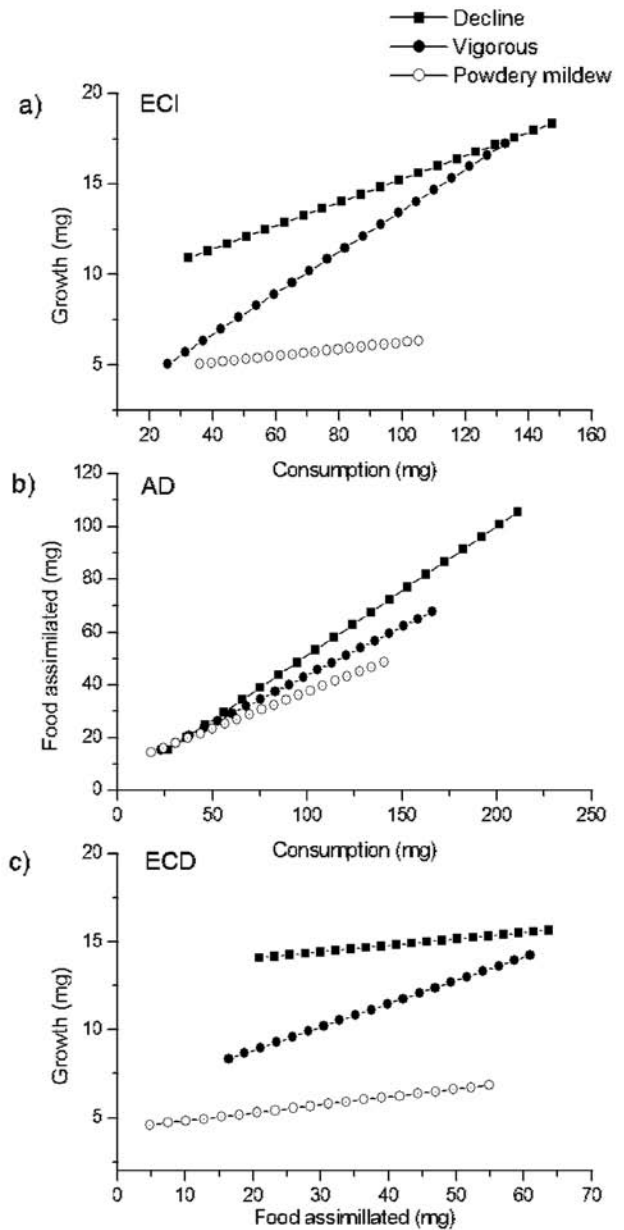 Decline
Vigorous
Powdery mildew
a)
ECI
20
15
10
5
Growth (mg)
20 40 60 80 100 120 140 160
Consumption (mg)
b)
AD
120
100
80
60
40
20
0
Food assimilated (mg)
0 50 100 150 200 250
Consumption (mg)
c)
ECD
20
15
10
5
Growth (mg)
0 10 20 30 40 50 60 70
Food assimillated (mg)